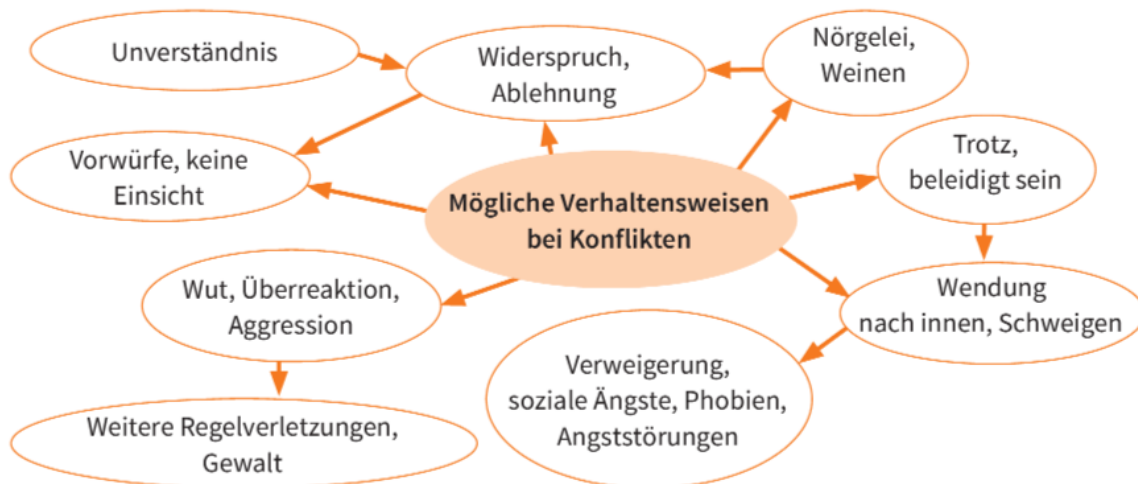 Unverständnis
Widerspruch,
Ablehnung
Nörgelei,
Weinen
Vorwürfe, keine
Einsicht
Mögliche Verhaltensweisen
bei Konflikten
Trotz,
beleidigt sein
Wut, Überreaktion,
Aggression
Wendung
nach innen, Schweigen
Verweigerung,
soziale Ängste, Phobien,
Angststörungen
Weitere Regelverletzungen,
Gewalt